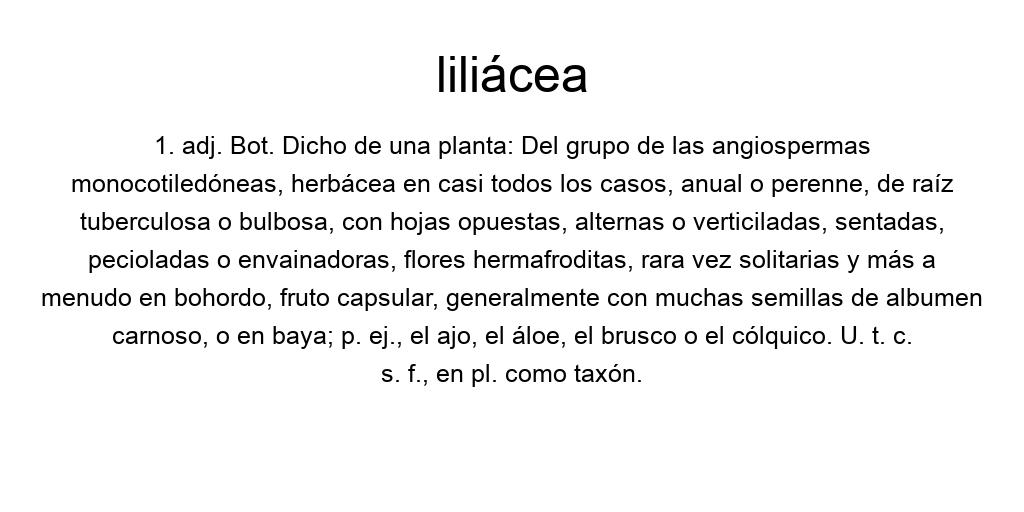 liliácea
1. adj. Bot. Dicho de una planta: Del grupo de las angiospermas
monocotiledóneas, herbácea en casi todos los casos, anual o perenne, de raíz
tuberculosa o bulbosa, con hojas opuestas, alternas o verticiladas, sentadas,
pecioladas o envainadoras, flores hermafroditas, rara vez solitarias y más a
menudo en bohordo, fruto capsular, generalmente con muchas semillas de albumen
carnoso, o en baya; p. ej., el ajo, el áloe, el brusco o el cólquico. U. t. c.
s. f., en pl. como taxón.